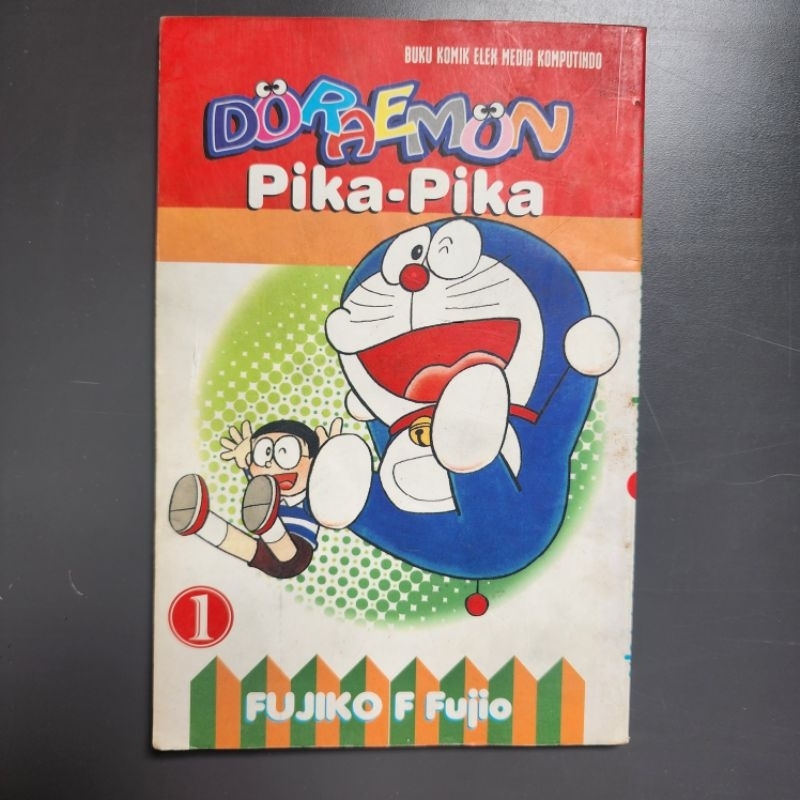 BUKU KOMIK ELEX MEDIA KOMPUTINDO
DORAEMON
Pika-Pika
1
FUJIKO F Fujio